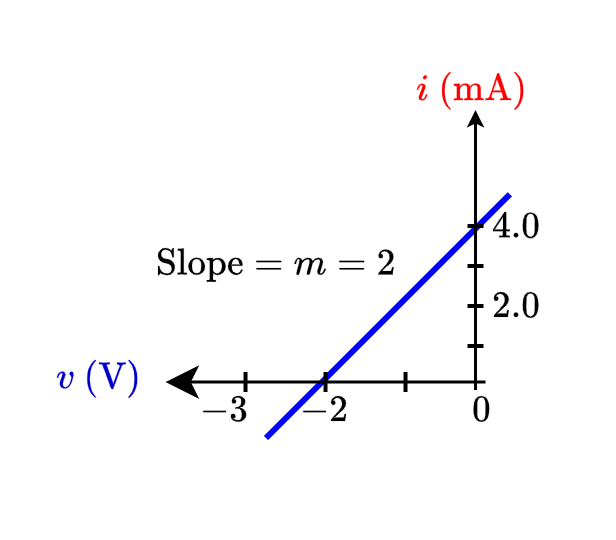 i (mA)
4.0
Slope = m = 2
2.0
v (V)
−3
−2
0